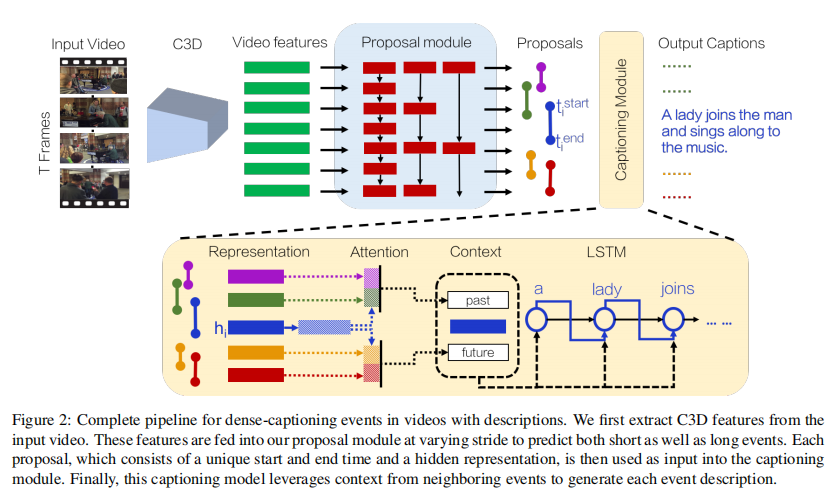 Input Video
C3D
Video features
Proposal module
Proposals
Output Captions
T Frames
t_i^start
t_i^end
Captioning Module
A lady joins the man
and sings along to
the music.
Representation
Attention
Context
LSTM
h_i
past
future
a
lady
joins
Figure 2: Complete pipeline for dense-captioning events in videos with descriptions. We first extract C3D features from the
input video. These features are fed into our proposal module at varying stride to predict both short as well as long events. Each
proposal, which consists of a unique start and end time and a hidden representation, is then used as input into the captioning
module. Finally, this captioning model leverages context from neighboring events to generate each event description.